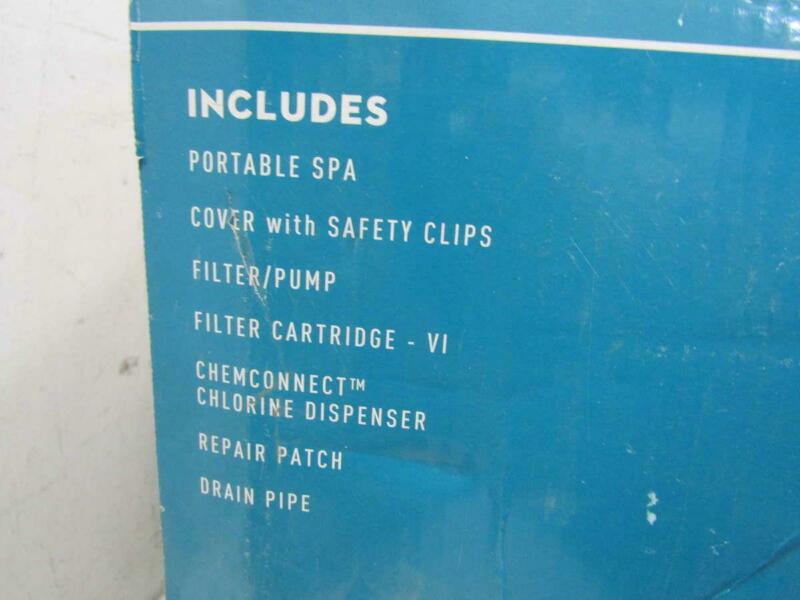 INCLUDES
PORTABLE SPA
COVER with SAFETY CLIPS
FILTER/PUMP
FILTER CARTRIDGE - VI
CHEMCONNECT™
CHLORINE DISPENSER
REPAIR PATCH
DRAIN PIPE